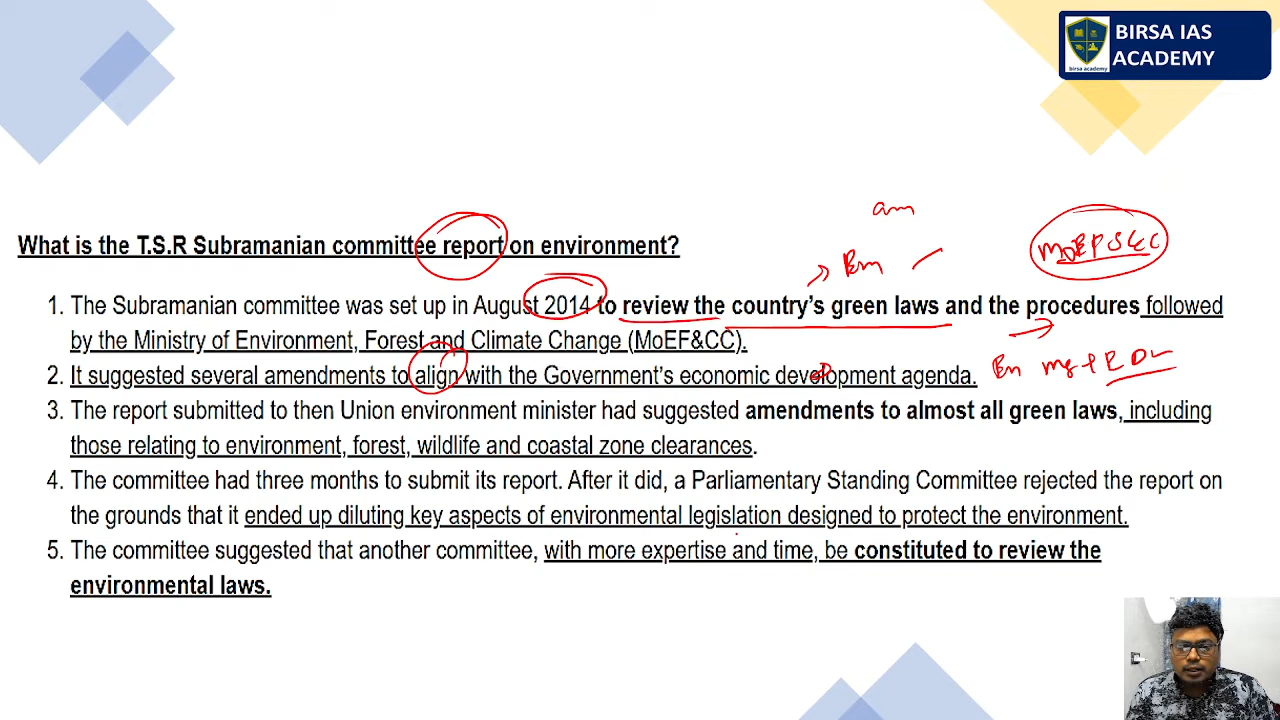 BIRSA IAS
ACADEMY
birsa academy
am
What is the T.S.R Subramanian committee report on environment?
1. The Subramanian committee was set up in August 2014 to review the country's green laws and the procedures followed
by the Ministry of Environment, Forest and Climate Change (MoEF&CC).
2. It suggested several amendments to align with the Government's economic development agenda.
3. The report submitted to then Union environment minister had suggested amendments to almost all green laws, including
those relating to environment, forest, wildlife and coastal zone clearances.
4. The committee had three months to submit its report. After it did, a Parliamentary Standing Committee rejected the report on
the grounds that it ended up diluting key aspects of environmental legislation designed to protect the environment.
5. The committee suggested that another committee, with more expertise and time, be constituted to review the
environmental laws.